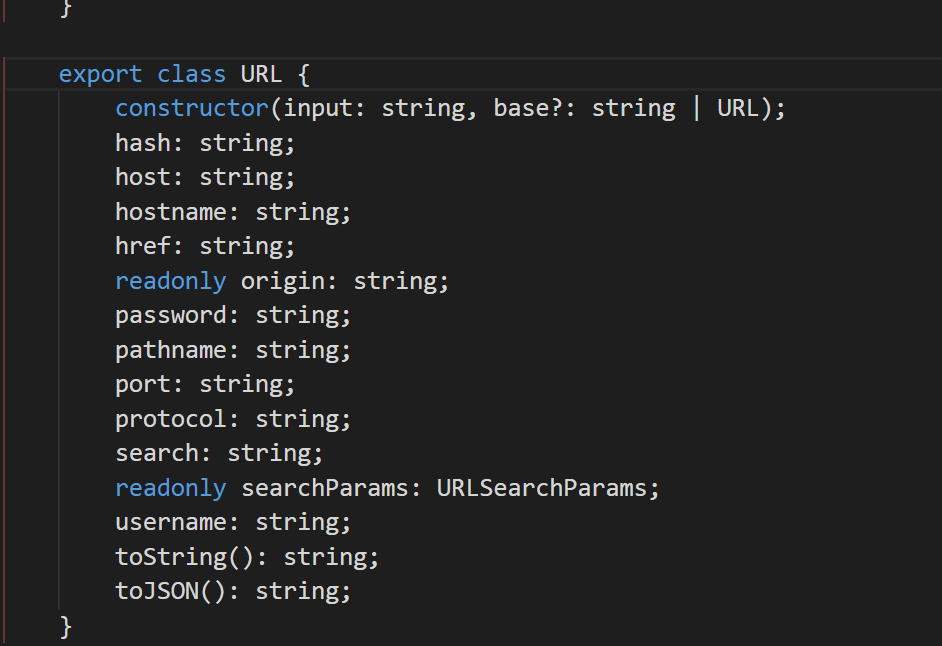 }
export class URL {
constructor(input: string, base?: string | URL);
hash: string;
host: string;
hostname: string;
href: string;
readonly origin: string;
password: string;
pathname: string;
port: string;
protocol: string;
search: string;
readonly searchParams: URLSearchParams;
username: string;
toString(): string;
toJSON(): string;
}